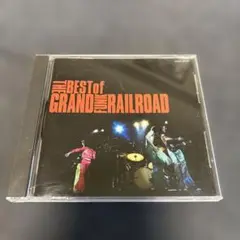 THE BEST of
GRAND FUNK RAILROAD